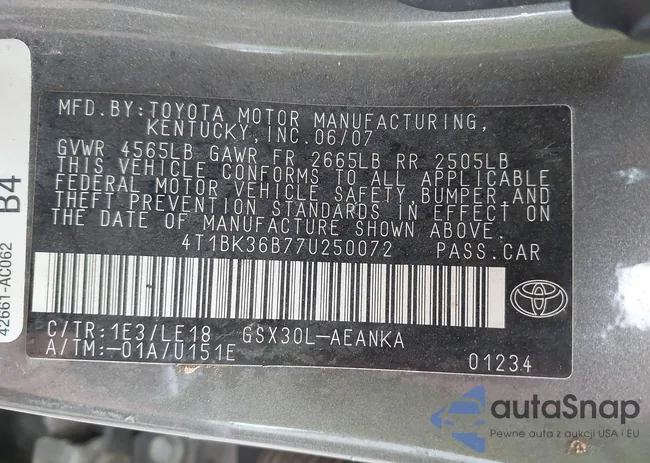 MFD.BY:TOYOTA MOTOR MANUFACTURING,
KENTUCKY,INC.06/07
GVWR 4565LB GAWR FR 2665LB RR 2505LB
THIS VEHICLE CONFORMS TO ALL APPLICABLE
FEDERAL MOTOR VEHICLE SAFETY,BUMPER,AND
THEFT PREVENTION STANDARDS IN EFFECT ON
THE DATE OF MANUFACTURE SHOWN ABOVE.
4T1BK36B77U250072 PASS.CAR
C/TR:1E3/LE18 GSX30L-AEANKA
A/TM:-01A/U151E 01234
B4
42661-AC062
autaSnap
Pewne auta z aukcji USA i EU